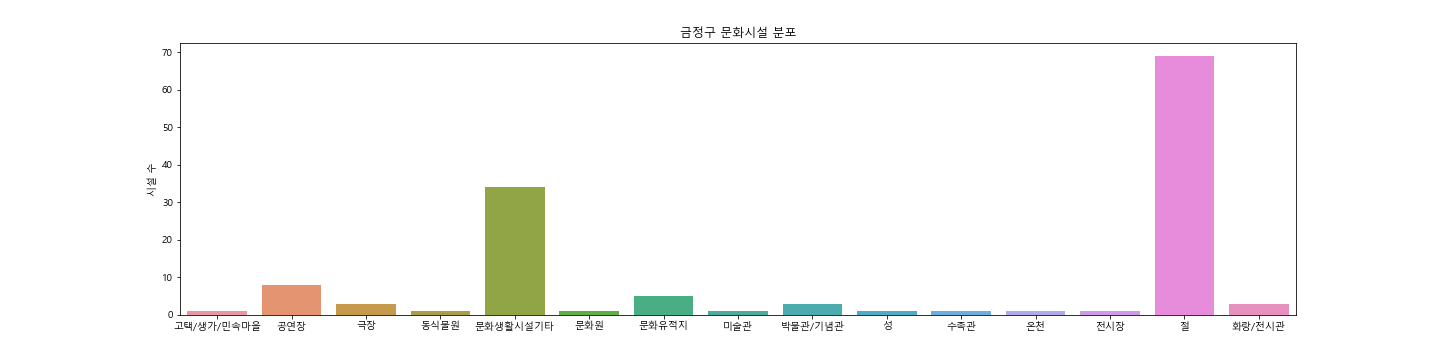 금정구 문화시설 분포
시설 수
70
60
50
40
30
20
10
0
고택/생가/민속마을 공연장 극장 동식물원 문화생활시설기타 문화원 문화유적지 미술관 박물관/기념관 성 수족관 온천 전시장 절 화랑/전시관